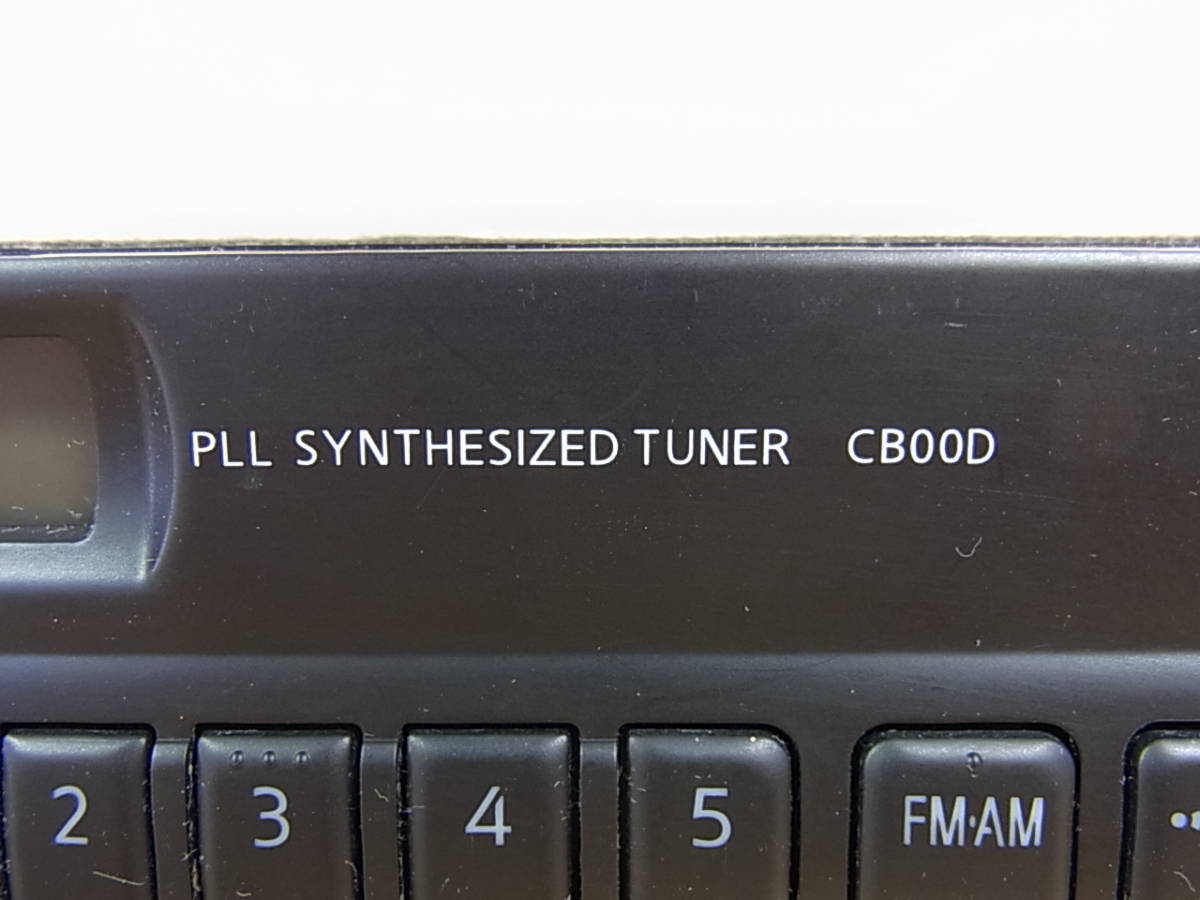 PLL SYNTHESIZED TUNER CB00D
2 3 4 5 FM·AM